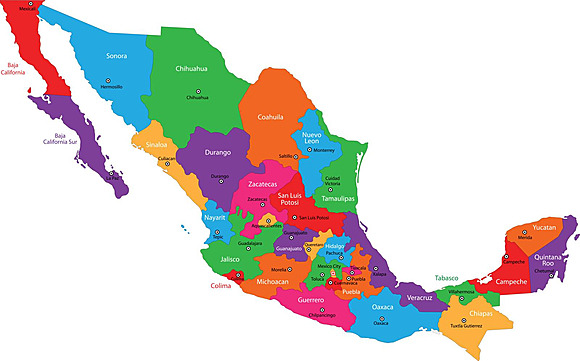 Mexicali
Baja
California
Sonora
Hermosillo
Chihuahua
Chihuahua
Baja
California Sur
La Paz
Sinaloa
Culiacan
Durango
Durango
Coahuila
Saltillo
Nuevo
Leon
Monterrey
Cuidad
Victoria
Tamaulipas
Zacatecas
Zacatecas
San Luis
Potosi
San Luis Potosi
Nayarit
Tepic
Aguascalientes
Guadalajara
Jalisco
Guanajuato
Guanajuato
Queretaro
Hidalgo
Pachuca
Colima
Morelia
Michoacan
Mexico City
Toluca
Tlaxcala
Puebla
Cuernavaca
Puebla
Xalapa
Veracruz
Guerrero
Chilpancingo
Oaxaca
Oaxaca
Tabasco
Villahermosa
Chiapas
Tuxtla Gutierrez
Campeche
Campeche
Yucatan
Merida
Quintana
Roo
Chetumal